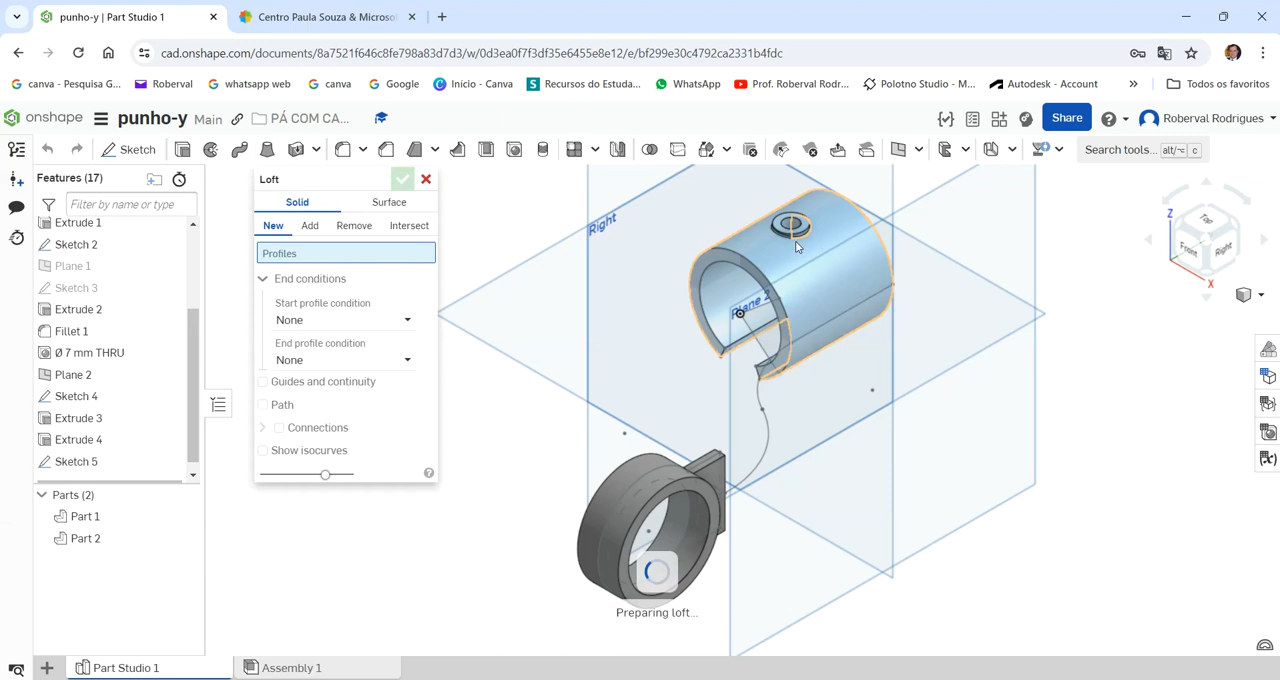 punho-y | Part Studio 1
Centro Paula Souza & Microsof
cad.onshape.com/documents/8a7521f646c8fe798a83d7d3/w/0d3ea0f7f3df35e6455e8e12/e/bf299e30c4792ca2331b4fdc
canva - Pesquisa G...
Roberval
whatsapp web
canva
Google
Início - Canva
Recursos do Estuda...
WhatsApp
Prof. Roberval Rodr...
Polotno Studio - M...
Autodesk - Account
Todos os favoritos
onshape
punho-y
Main
PÁ COM CA...
Share
Roberval Rodrigues
Sketch
Search tools...
alt/⌥
c
Features (17)
Filter by name or type
Extrude 1
Sketch 2
Plane 1
Sketch 3
Extrude 2
Fillet 1
Ø 7 mm THRU
Plane 2
Sketch 4
Extrude 3
Extrude 4
Sketch 5
Parts (2)
Part 1
Part 2
Solid
Surface
New
Add
Remove
Intersect
Profiles
End conditions
Start profile condition
None
End profile condition
None
Guides and continuity
Path
Connections
Show isocurves
Right
Plane 2
Preparing loft...
Z
Top
Front
Right
X
Part Studio 1
Assembly 1